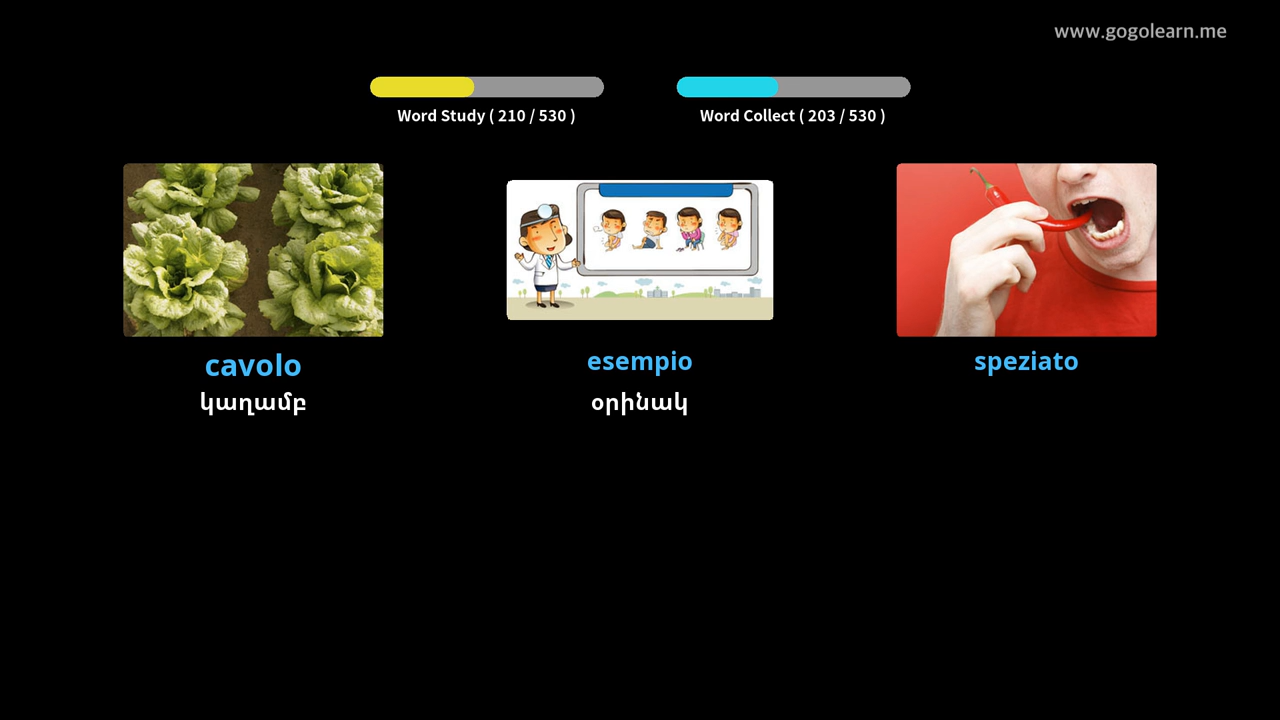 www.gogolearn.me
Word Study ( 210 / 530 )
Word Collect ( 203 / 530 )
cavolo
կաղամբ
esempio
օրինակ
speziato